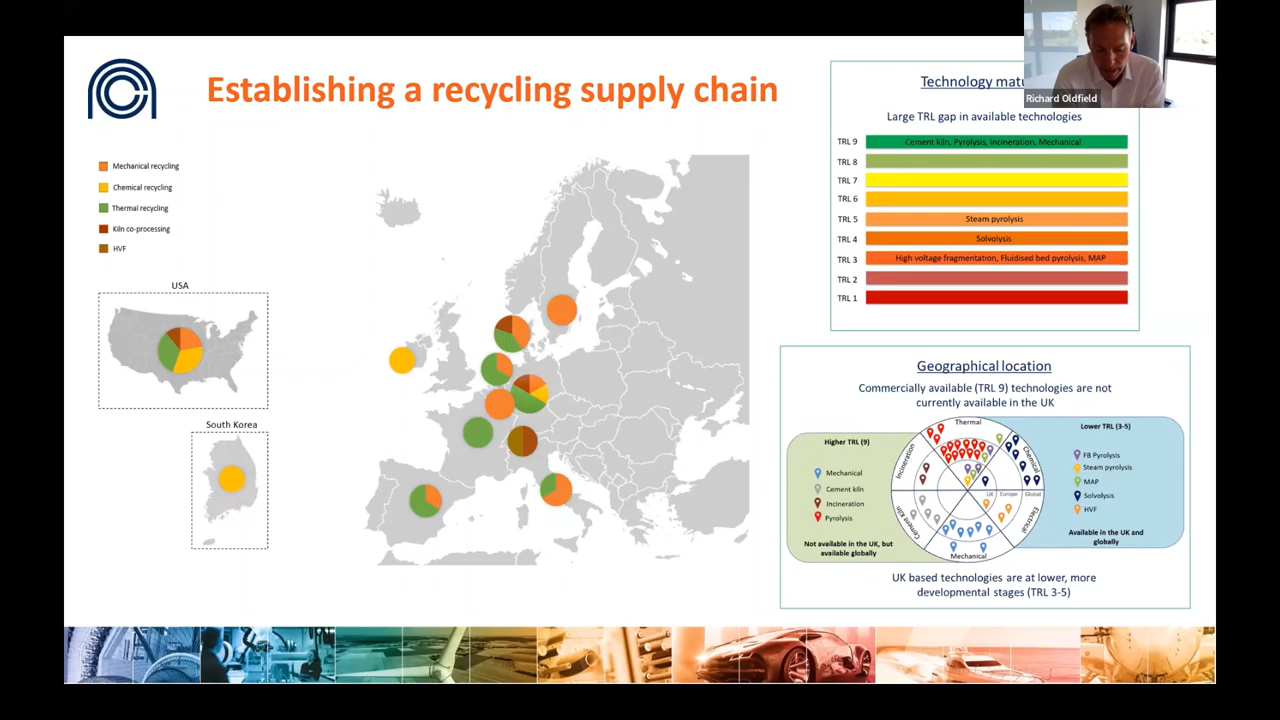 Establishing a recycling supply chain
Mechanical recycling
Chemical recycling
Thermal recycling
Kiln co-processing
HVF
USA
South Korea
Richard Oldfield
Technology matu
Large TRL gap in available technologies
TRL 9 Cement kiln, Pyrolysis, Incineration, Mechanical
TRL 8
TRL 7
TRL 6
TRL 5 Steam pyrolysis
TRL 4 Solvolysis
TRL 3 High voltage fragmentation, Fluidised bed pyrolysis, MAP
TRL 2
TRL 1
Geographical location
Commercially available (TRL 9) technologies are not
currently available in the UK
Higher TRL (9)
Mechanical
Cement kiln
Incineration
Pyrolysis
Not available in the UK, but
available globally
Thermal
Chemical
Electrical
Mechanical
Cement Kiln
Incineration
UK Europe Global
Lower TRL (3-5)
FB Pyrolysis
Steam pyrolysis
MAP
Solvolysis
HVF
Available in the UK and
globally
UK based technologies are at lower, more
developmental stages (TRL 3-5)